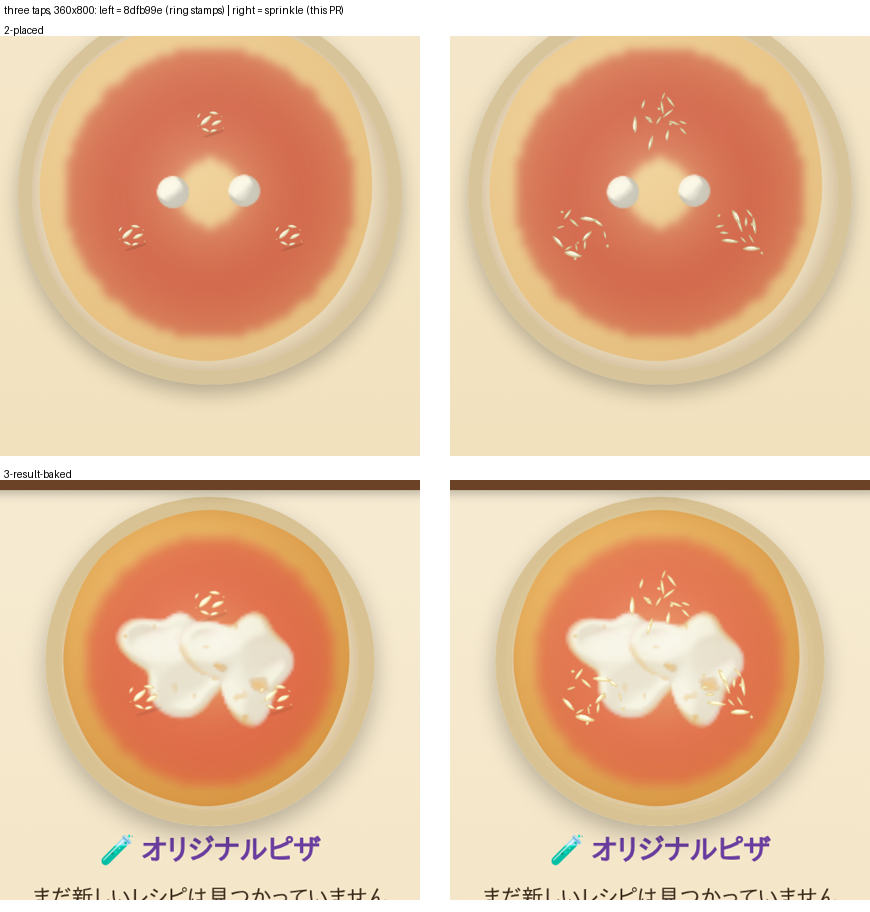 three taps, 360x800: left = 8dfb99e (ring stamps) | right = sprinkle (this PR)
2-placed
3-result-baked
オリジナルピザ
オリジナルピザ
まだ新しいレシピは見つかっていません
まだ新しいレシピは見つかっていません